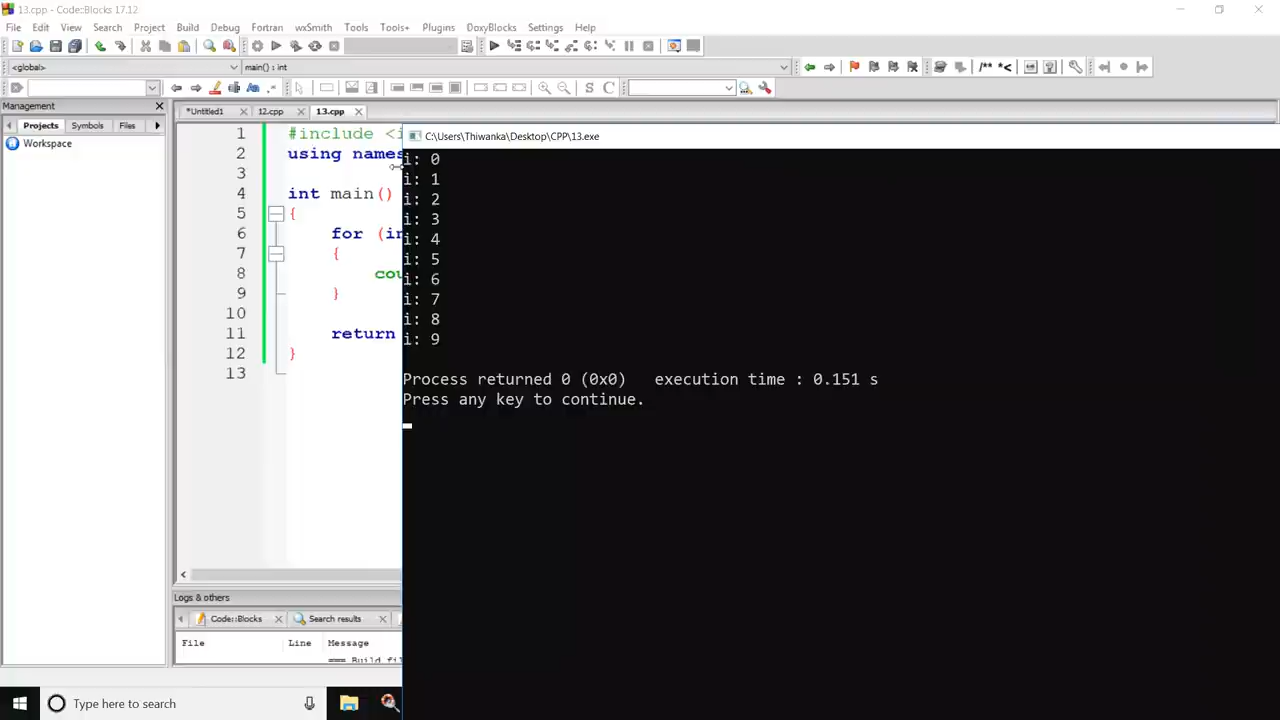 13.cpp - Code::Blocks 17.12
File Edit View Search Project Build Debug Fortran wxSmith Tools Tools+ Plugins DoxyBlocks Settings Help
<global> main() : int
/** *<
S C
Management
Projects Symbols Files
Workspace
*Untitled1 12.cpp 13.cpp
1 #include <i
2 using names
3
4 int main()
5 {
6 for (in
7 {
8 cou
9 }
10
11 return
12 }
13
C:\Users\Thiwanka\Desktop\CPP\13.exe
i: 0
i: 1
i: 2
i: 3
i: 4
i: 5
i: 6
i: 7
i: 8
i: 9
Process returned 0 (0x0) execution time : 0.151 s
Press any key to continue.
Logs & others
Code::Blocks Search results
File Line Message
=== Build fil
Type here to search